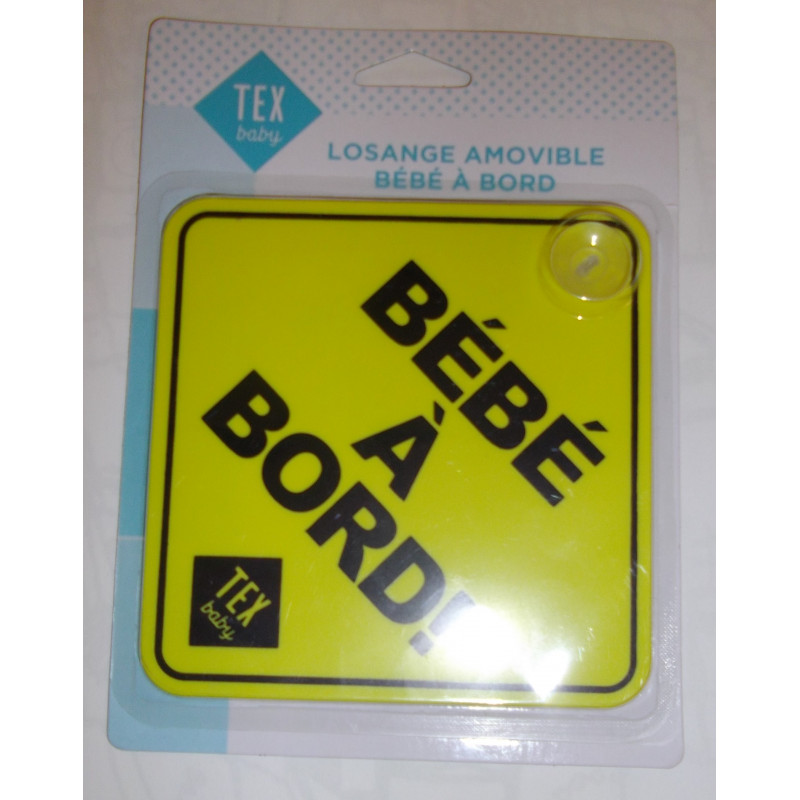 TEX
baby
LOSANGE AMOVIBLE
BÉBÉ À BORD
BÉBÉ
À
BORD!
TEX
baby